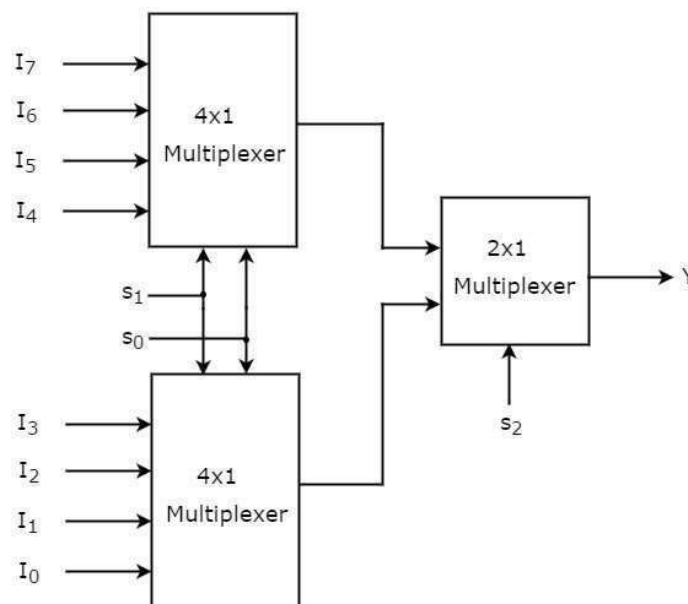 I7
I6
I5
I4
4x1
Multiplexer
s1
s0
2x1
Multiplexer
Y
s2
I3
I2
I1
I0
4x1
Multiplexer